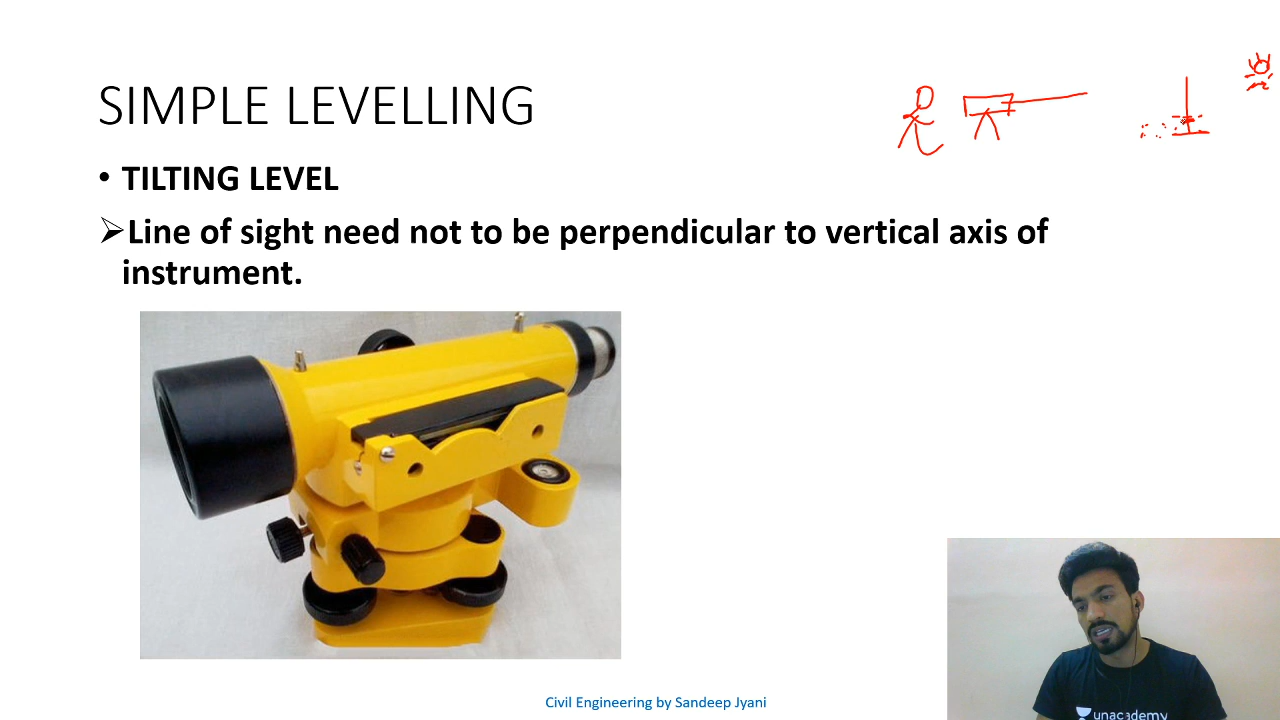 SIMPLE LEVELLING
• TILTING LEVEL
➢Line of sight need not to be perpendicular to vertical axis of
instrument.
unacademy
Civil Engineering by Sandeep Jyani